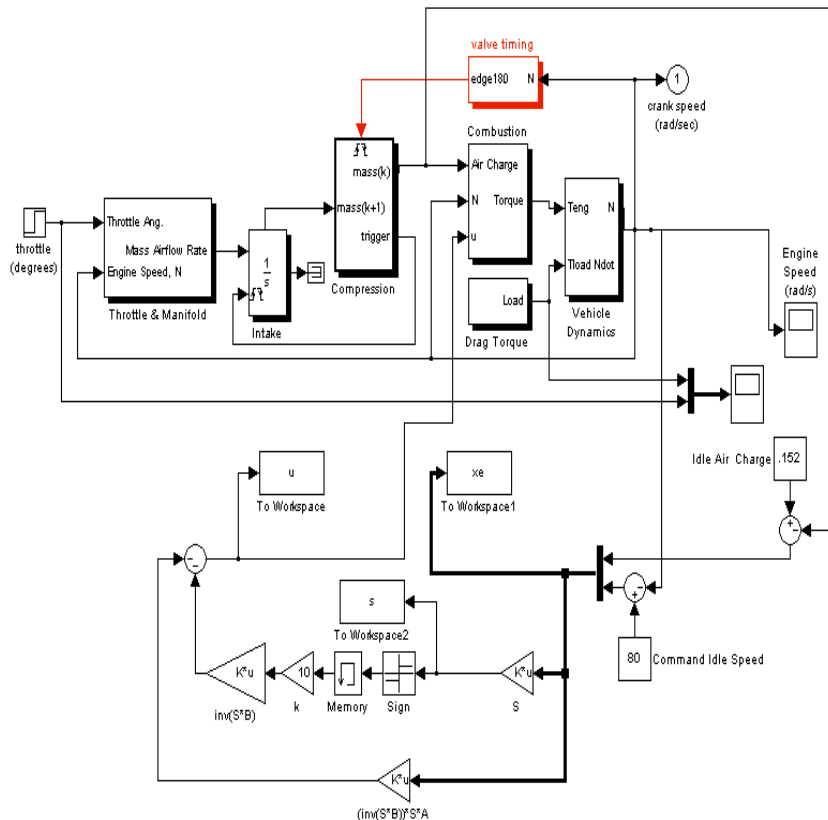 valve timing
edge180 N
1
crank speed
(rad/sec)
Combustion
mass(k)
mass(k+1)
trigger
Compression
Air Charge
N Torque
u
Teng N
Tload Ndot
Vehicle
Dynamics
throttle
(degrees)
Throttle Ang.
Mass Airflow Rate
Engine Speed, N
Throttle & Manifold
1
s
Intake
Load
Drag Torque
Engine
Speed
(rad/s)
u
To Workspace
xe
To Workspace1
Idle Air Charge
.152
+
-
-
-
s
To Workspace2
-
+
80
Command Idle Speed
K*u
inv(S*B)
10
k
Memory
Sign
K*u
S
K*u
(inv(S*B))*S*A